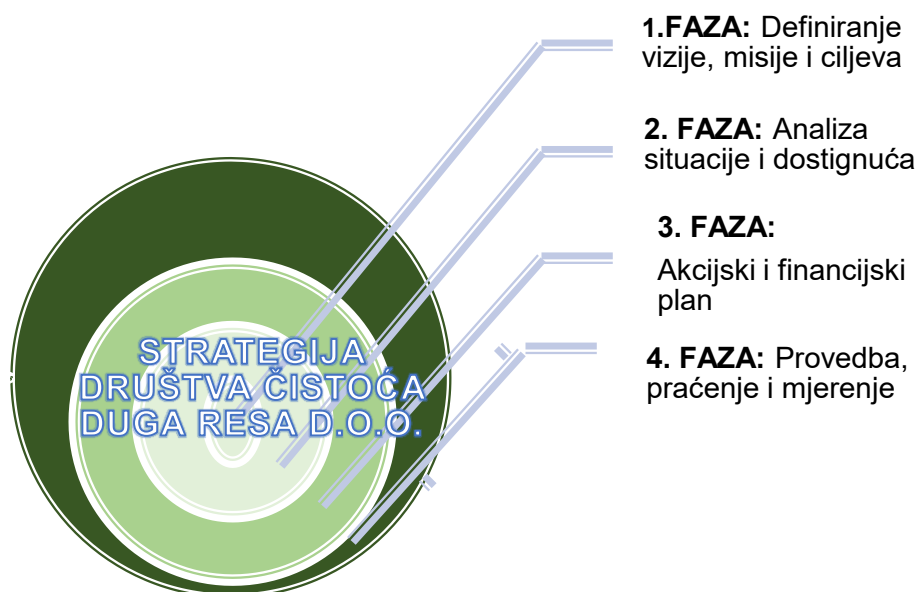 1.FAZA: Definiranje
vizije, misije i ciljeva
2. FAZA: Analiza
situacije i dostignuća
3. FAZA:
Akcijski i financijski
plan
4. FAZA: Provedba,
praćenje i mjerenje
STRATEGIJA
DRUŠTVA ČISTOĆA
DUGA RESA D.O.O.